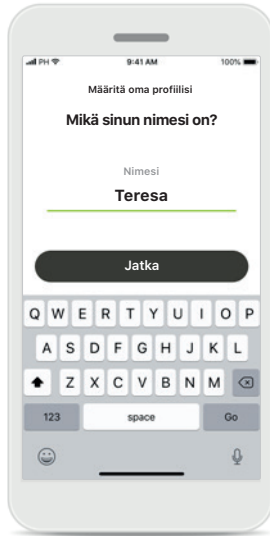 PH 9:41 AM 100%
Määritä oma profiilisi
Mikä sinun nimesi on?
Nimesi
Teresa
Jatka
Q W E R T Y U I O P
A S D F G H J K L
Z X C V B N M
123 space Go